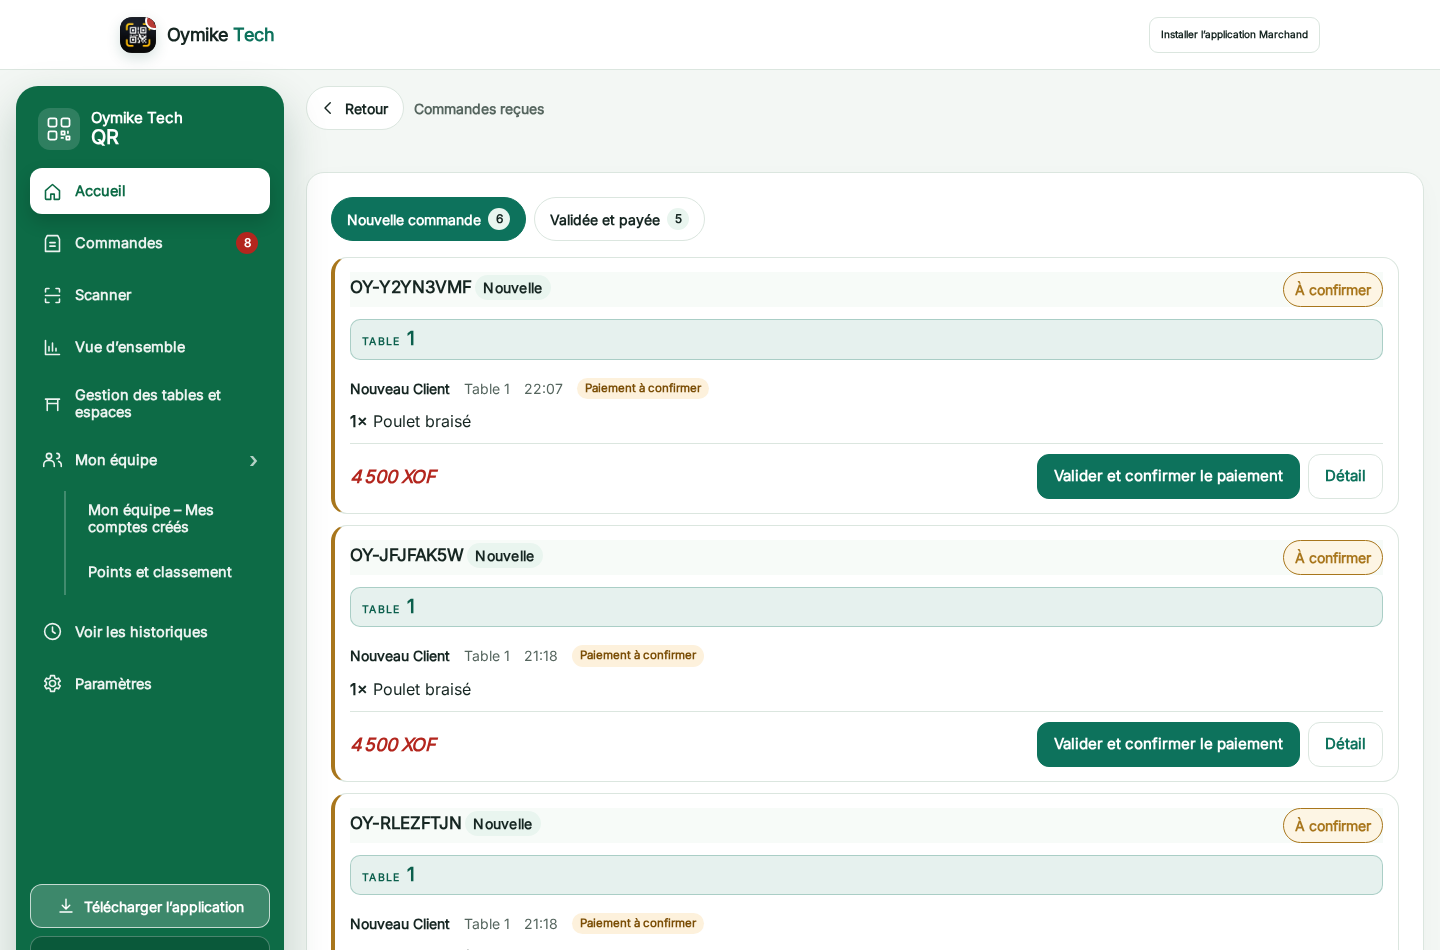 Oymike Tech
Installer l'application Marchand
Oymike Tech
QR
Accueil
Commandes 8
Scanner
Vue d'ensemble
Gestion des tables et
espaces
Mon équipe
Mon équipe – Mes
comptes créés
Points et classement
Voir les historiques
Paramètres
Télécharger l'application
Retour Commandes reçues
Nouvelle commande 6 Validée et payée 5
OY-Y2YN3VMF Nouvelle À confirmer
TABLE 1
Nouveau Client Table 1 22:07 Paiement à confirmer
1× Poulet braisé
4 500 XOF Valider et confirmer le paiement Détail
OY-JFJFAK5W Nouvelle À confirmer
TABLE 1
Nouveau Client Table 1 21:18 Paiement à confirmer
1× Poulet braisé
4 500 XOF Valider et confirmer le paiement Détail
OY-RLEZFTJN Nouvelle À confirmer
TABLE 1
Nouveau Client Table 1 21:18 Paiement à confirmer